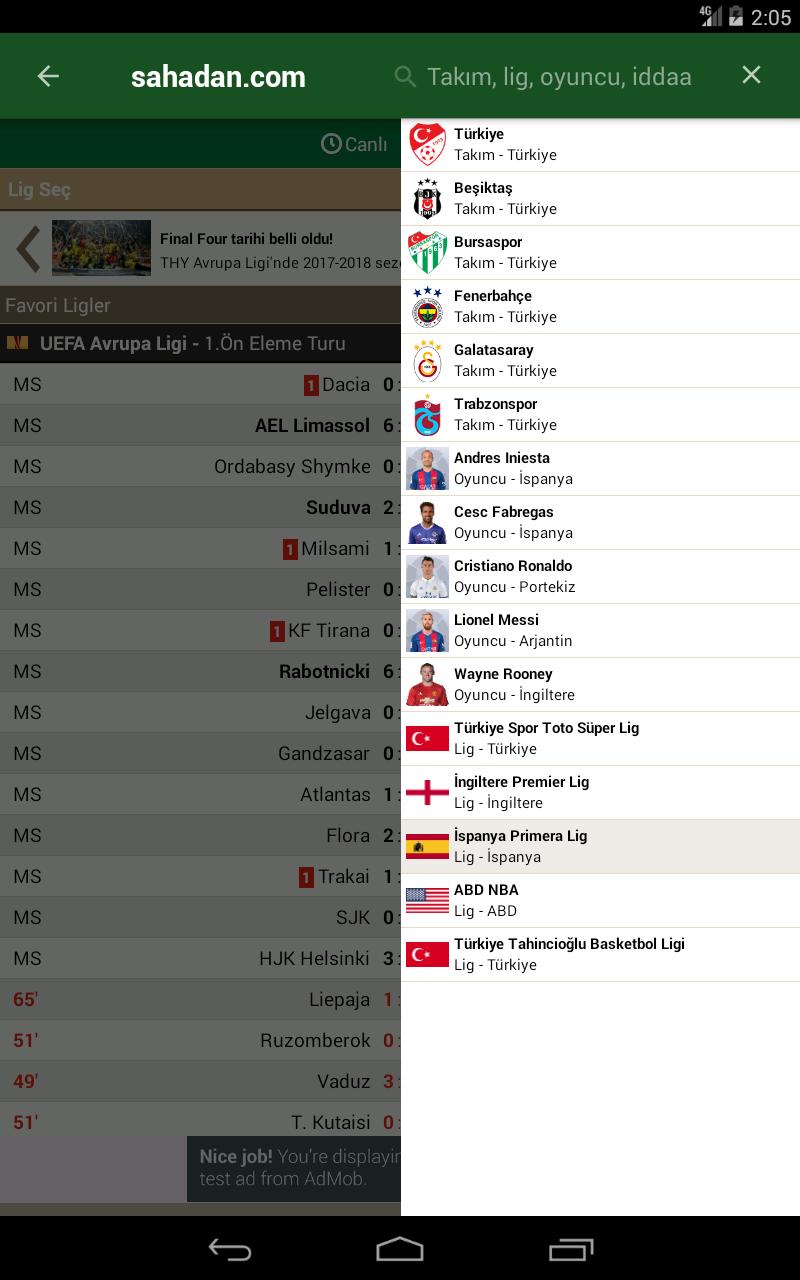 4G 2:05
sahadan.com
Takım, lig, oyuncu, iddaa
Canlı
Lig Seç
Final Four tarihi belli oldu!
THY Avrupa Ligi'nde 2017-2018 sezo
Favori Ligler
UEFA Avrupa Ligi - 1.Ön Eleme Turu
MS 1 Dacia 0 :
MS AEL Limassol 6 :
MS Ordabasy Shymke 0 :
MS Suduva 2 :
MS 1 Milsami 1 :
MS Pelister 0 :
MS 1 KF Tirana 0 :
MS Rabotnicki 6 :
MS Jelgava 0 :
MS Gandzasar 0 :
MS Atlantas 1 :
MS Flora 2 :
MS 1 Trakai 1 :
MS SJK 0 :
MS HJK Helsinki 3 :
65' Liepaja 1 :
51' Ruzomberok 0 :
49' Vaduz 3 :
51' T. Kutaisi 0 :
Nice job! You're displayin
test ad from AdMob.
Türkiye
Takım - Türkiye
Beşiktaş
Takım - Türkiye
Bursaspor
Takım - Türkiye
Fenerbahçe
Takım - Türkiye
Galatasaray
Takım - Türkiye
Trabzonspor
Takım - Türkiye
Andres Iniesta
Oyuncu - İspanya
Cesc Fabregas
Oyuncu - İspanya
Cristiano Ronaldo
Oyuncu - Portekiz
Lionel Messi
Oyuncu - Arjantin
Wayne Rooney
Oyuncu - İngiltere
Türkiye Spor Toto Süper Lig
Lig - Türkiye
İngiltere Premier Lig
Lig - İngiltere
İspanya Primera Lig
Lig - İspanya
ABD NBA
Lig - ABD
Türkiye Tahincioğlu Basketbol Ligi
Lig - Türkiye